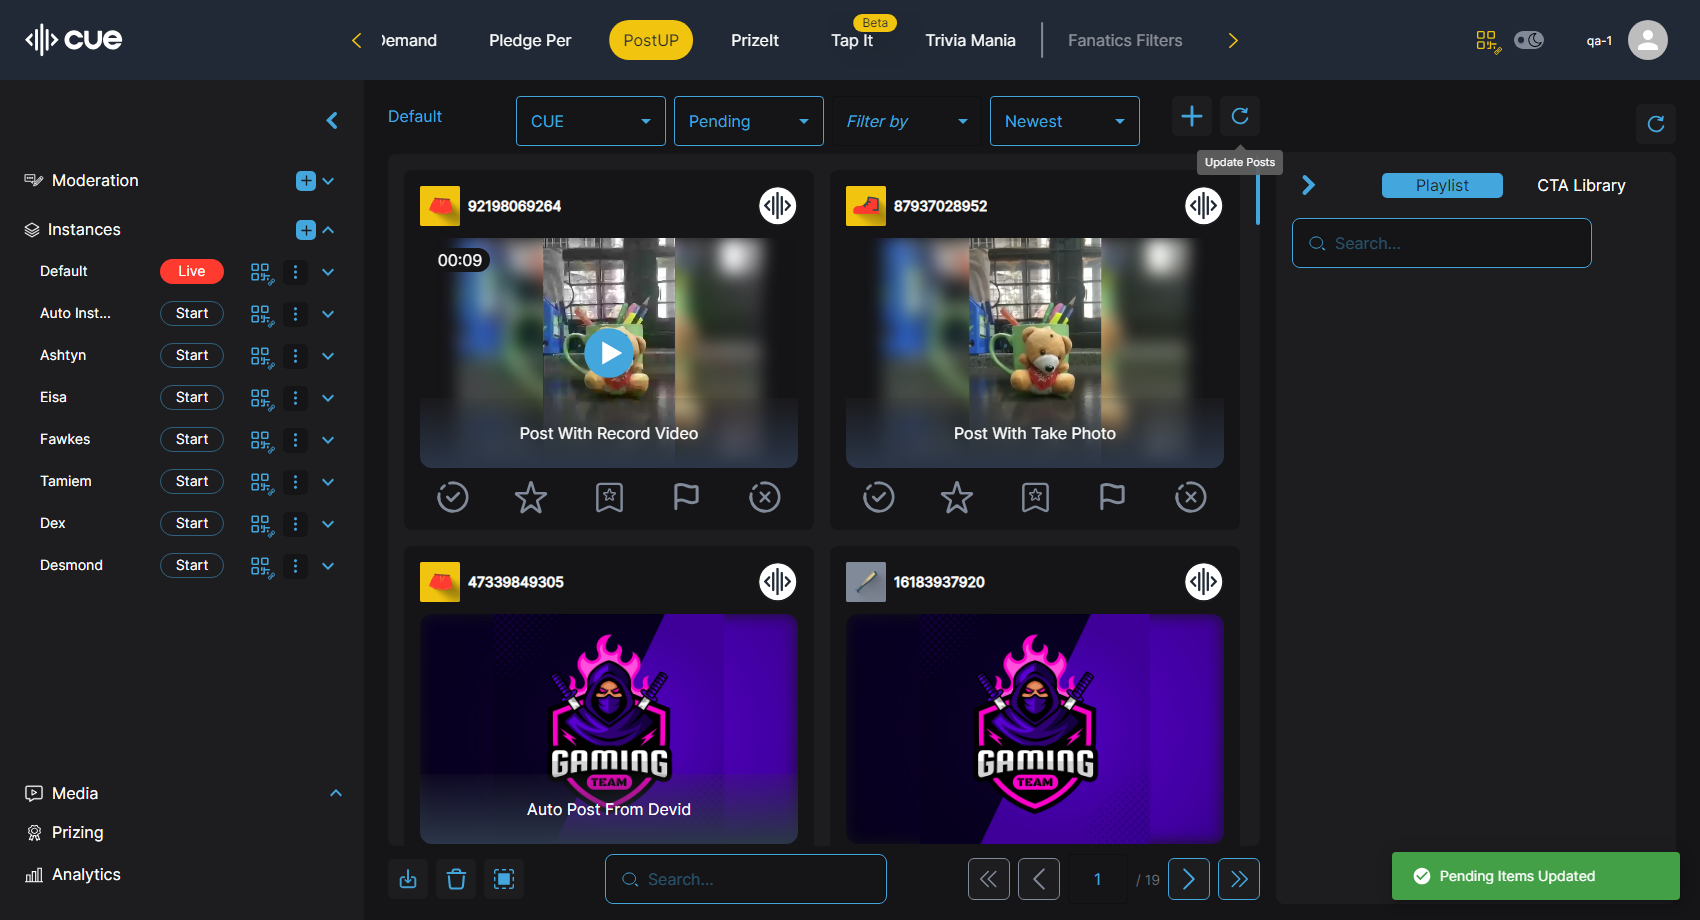 cue
Demand
Pledge Per
PostUP
PrizeIt
Beta
Tap It
Trivia Mania
Fanatics Filters
qa-1
Default
CUE
Pending
Filter by
Newest
Update Posts
Moderation
Instances
Default
Live
Auto Inst...
Start
Ashtyn
Start
Eisa
Start
Fawkes
Start
Tamiem
Start
Dex
Start
Desmond
Start
Media
Prizing
Analytics
92198069264
00:09
Post With Record Video
87937028952
Post With Take Photo
47339849305
GAMING
TEAM
Auto Post From Devid
16183937920
GAMING
TEAM
Search...
1
/ 19
Playlist
CTA Library
Search...
Pending Items Updated